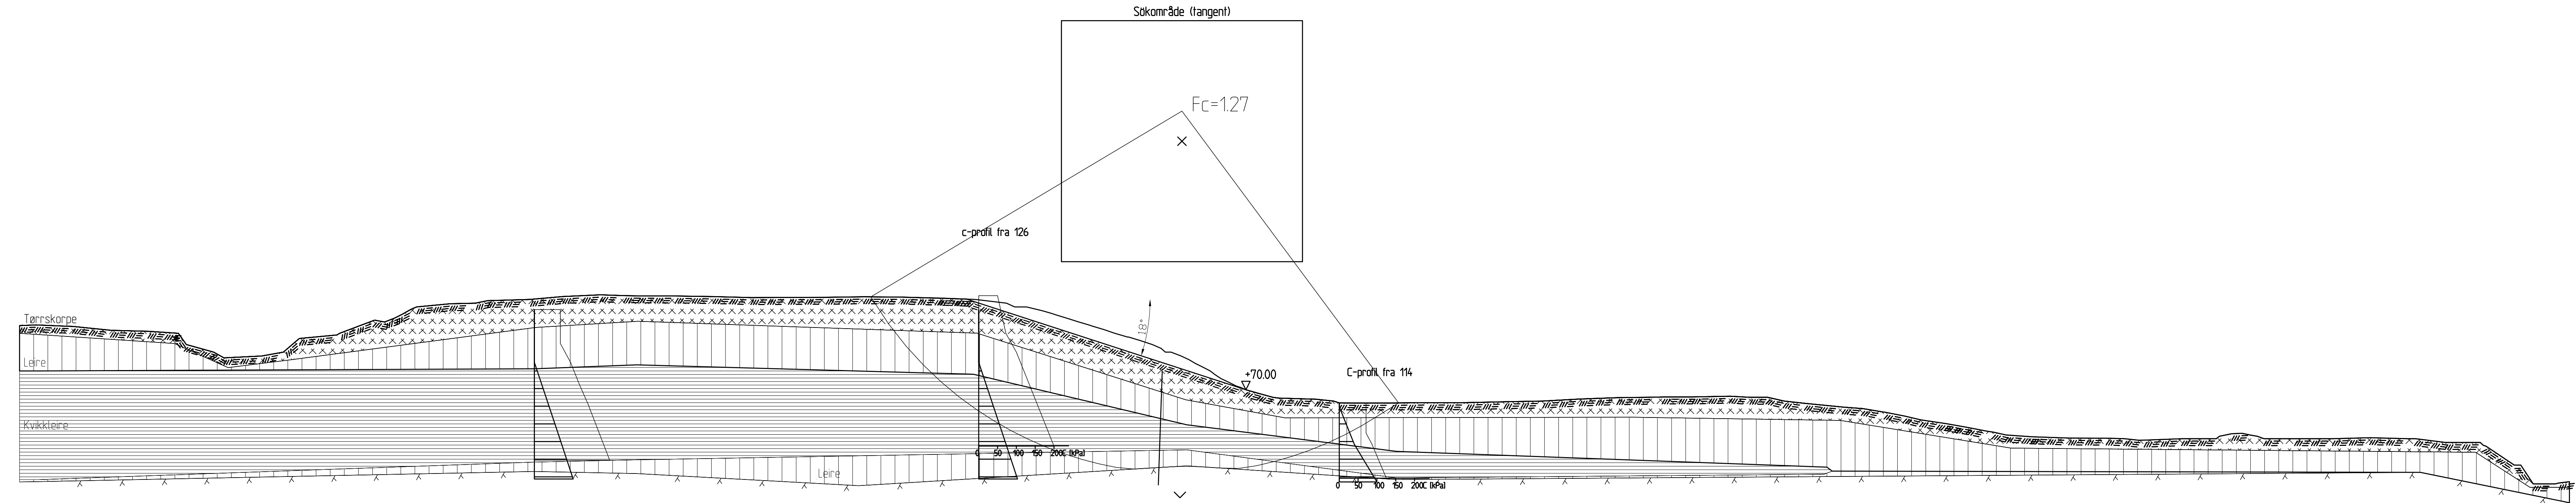 Sökområde (tangent)
Fc=1.27
c-profil fra 126
18°
Tørrskorpe
Leire
+70.00
C-profil fra 114
Kvikkleire
0 50 100 150 200C (kPa)
Leire
0 50 100 150 200C (kPa)